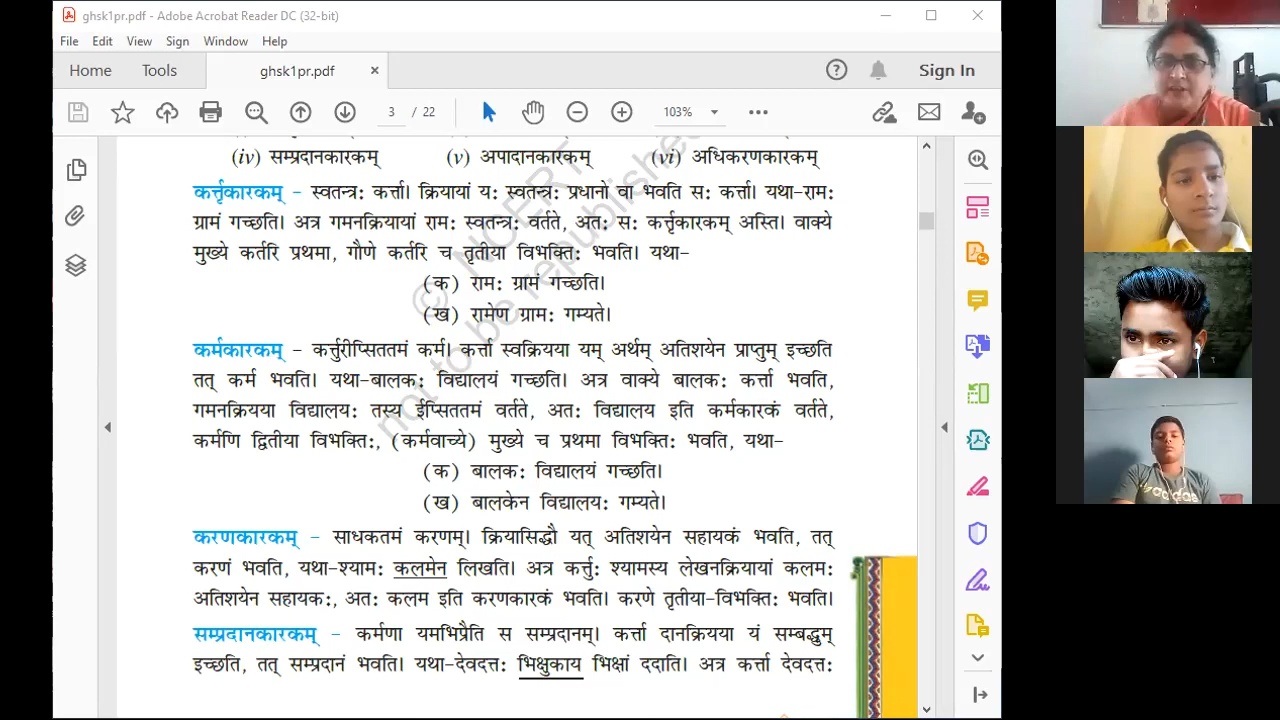 ghsk1pr.pdf - Adobe Acrobat Reader DC (32-bit)
File Edit View Sign Window Help
Home Tools ghsk1pr.pdf × Sign In
3 / 22 103%
(iv) सम्प्रदानकारकम् (v) अपादानकारकम् (vi) अधिकरणकारकम्
कर्त्तृकारकम् – स्वतन्त्र: कर्त्ता। क्रियायां य: स्वतन्त्र: प्रधानो वा भवति स: कर्त्ता। यथा–राम:
ग्रामं गच्छति। अत्र गमनक्रियायां राम: स्वतन्त्र: वर्तते, अत: स: कर्त्तृकारकम् अस्ति। वाक्ये
मुख्ये कर्तरि प्रथमा, गौणे कर्तरि च तृतीया विभक्ति: भवति। यथा–
(क) राम: ग्रामं गच्छति।
(ख) रामेण ग्राम: गम्यते।
कर्मकारकम् – कर्त्तुरीप्सिततमं कर्म। कर्त्ता स्वक्रियया यम् अर्थम् अतिशयेन प्राप्तुम् इच्छति
तत् कर्म भवति। यथा–बालक: विद्यालयं गच्छति। अत्र वाक्ये बालक: कर्त्ता भवति,
गमनक्रियया विद्यालय: तस्य ईप्सिततमं वर्तते, अत: विद्यालय इति कर्मकारकं वर्तते,
कर्मणि द्वितीया विभक्ति:, (कर्मवाच्ये) मुख्ये च प्रथमा विभक्ति: भवति, यथा–
(क) बालक: विद्यालयं गच्छति।
(ख) बालकेन विद्यालय: गम्यते।
करणकारकम् – साधकतमं करणम्। क्रियासिद्धौ यत् अतिशयेन सहायकं भवति, तत्
करणं भवति, यथा–श्याम: कलमेन लिखति। अत्र कर्त्तु: श्यामस्य लेखनक्रियायां कलम:
अतिशयेन सहायक:, अत: कलम इति करणकारकं भवति। करणे तृतीया–विभक्ति: भवति।
सम्प्रदानकारकम् – कर्मणा यमभिप्रैति स सम्प्रदानम्। कर्त्ता दानक्रियया यं सम्बद्धुम्
इच्छति, तत् सम्प्रदानं भवति। यथा–देवदत्त: भिक्षुकाय भिक्षां ददाति। अत्र कर्त्ता देवदत्त:
© NCERT
not to be republished